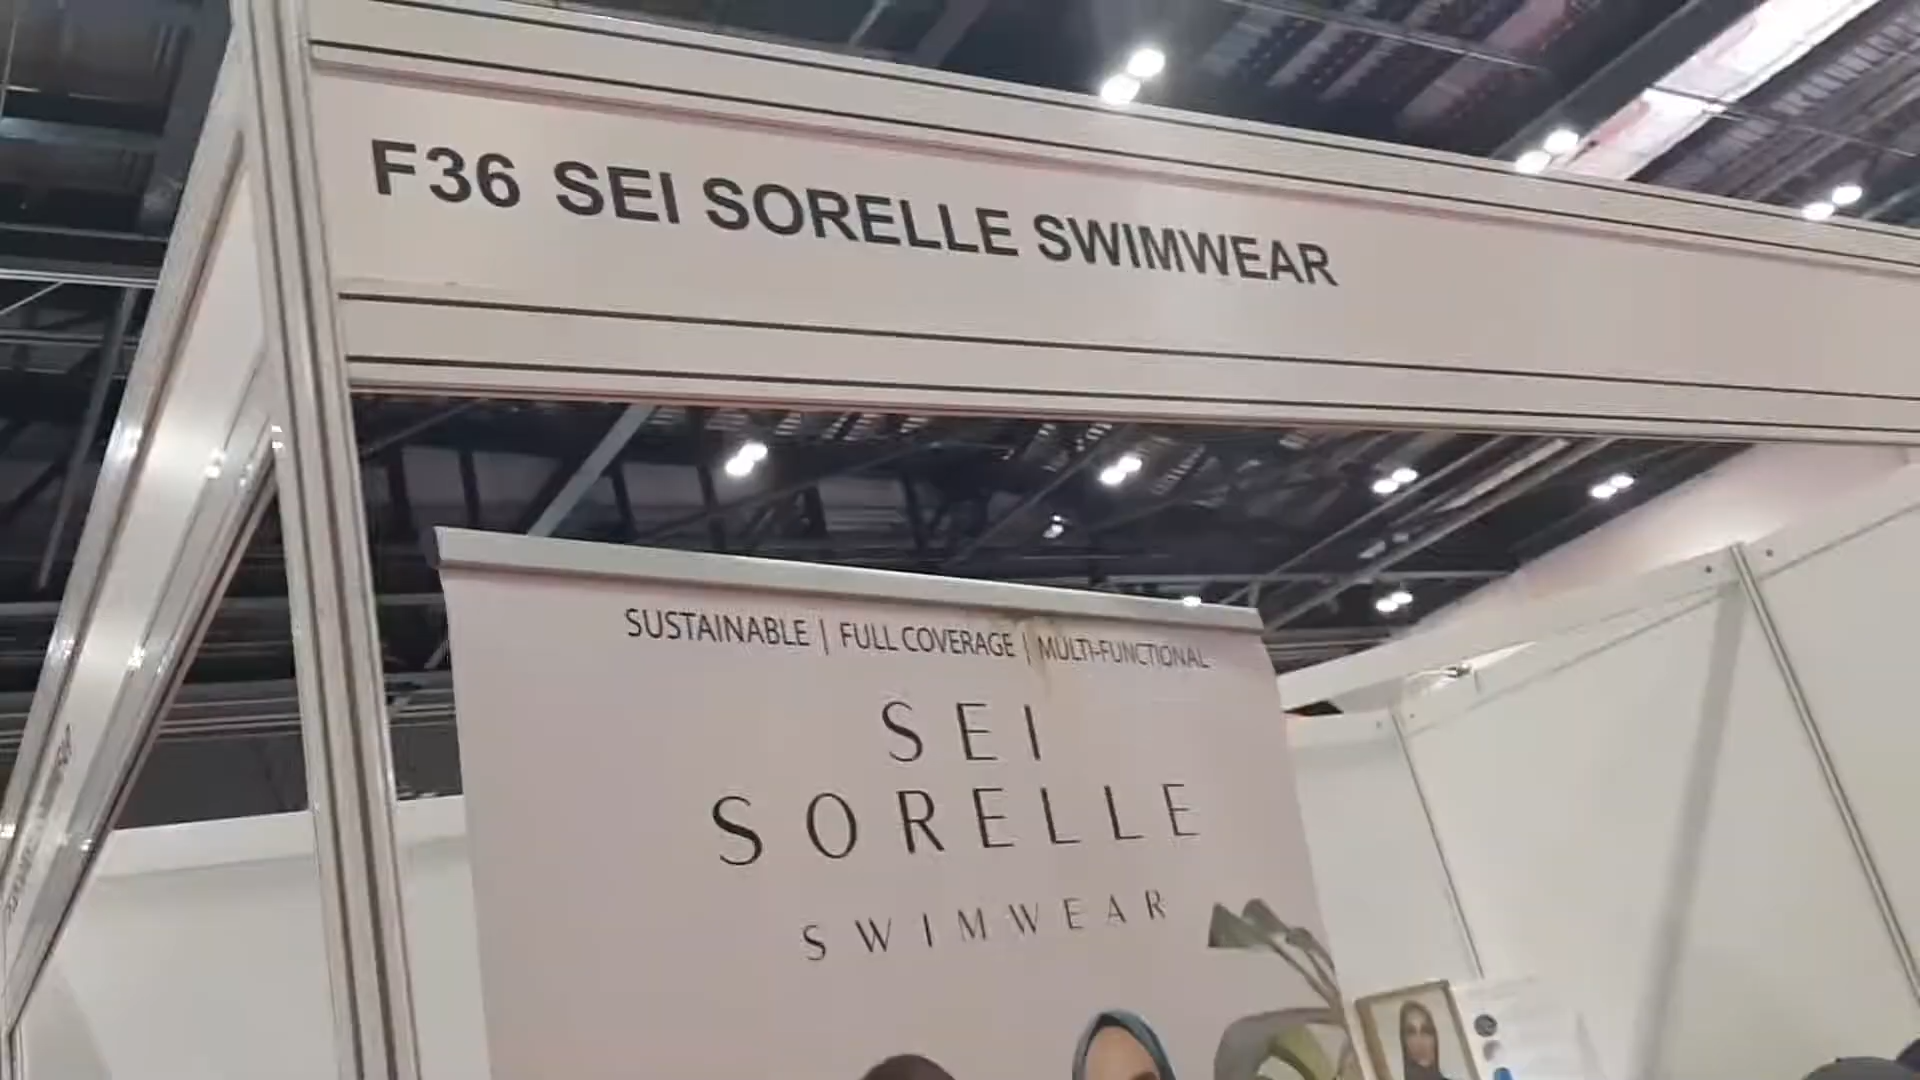 F36 SEI SORELLE SWIMWEAR
SUSTAINABLE | FULL COVERAGE | MULTI-FUNCTIONAL
SEI
SORELLE
SWIMWEAR